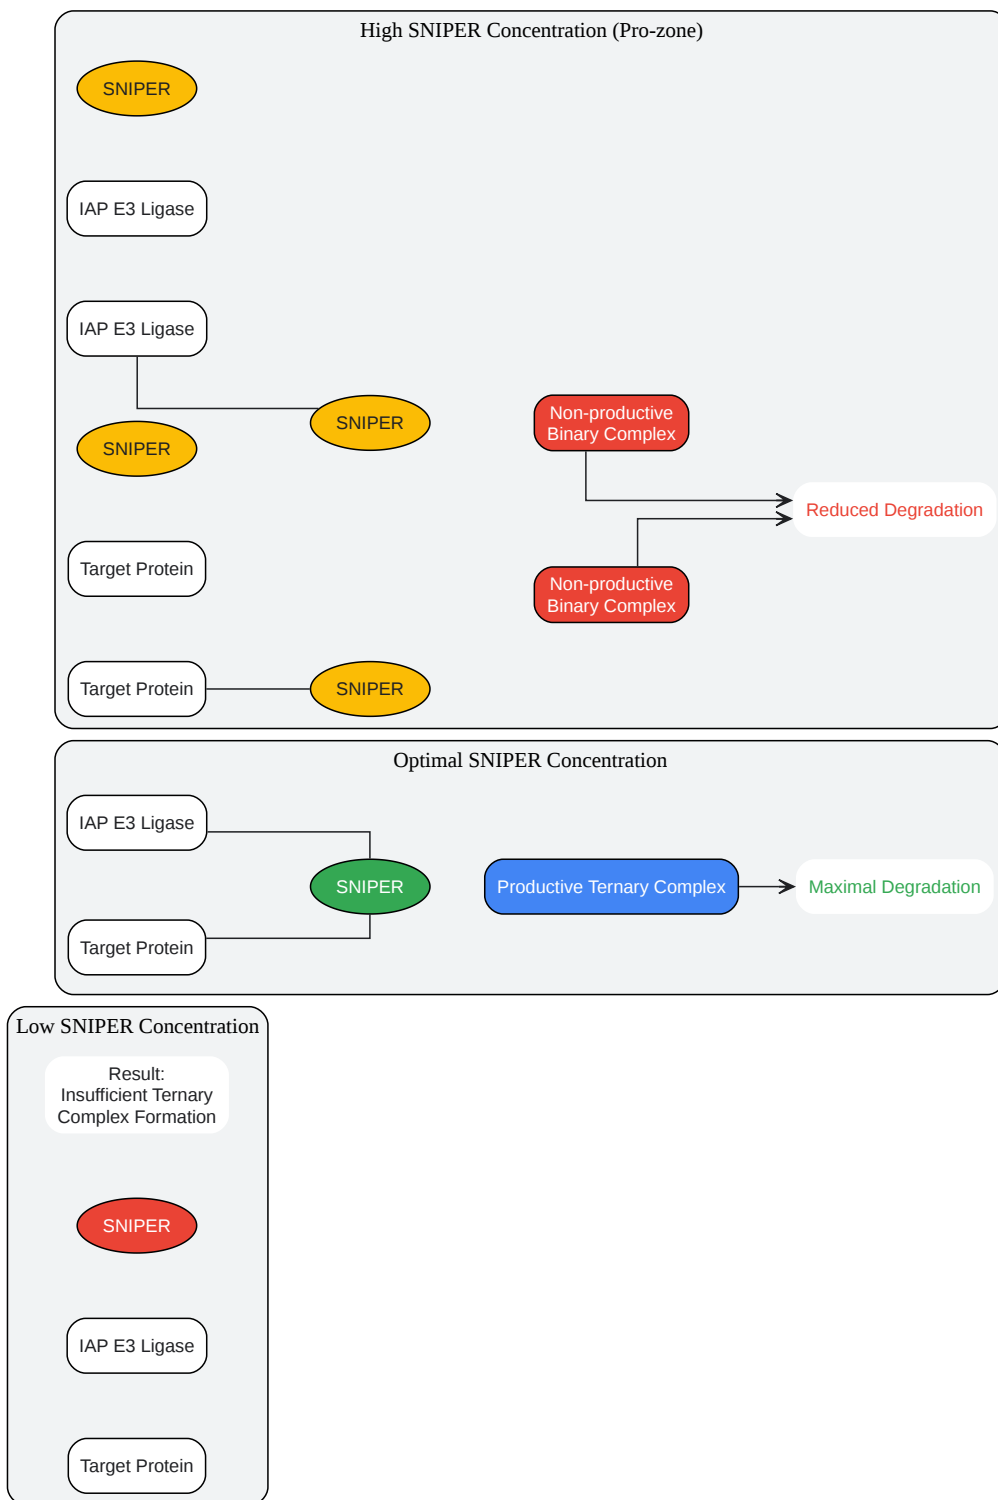 High SNIPER Concentration (Pro-zone)
SNIPER
IAP E3 Ligase
IAP E3 Ligase
SNIPER
SNIPER
Non-productive
Binary Complex
Reduced Degradation
Target Protein
Non-productive
Binary Complex
Target Protein
SNIPER
Optimal SNIPER Concentration
IAP E3 Ligase
SNIPER
Productive Ternary Complex
Maximal Degradation
Target Protein
Low SNIPER Concentration
Result:
Insufficient Ternary
Complex Formation
SNIPER
IAP E3 Ligase
Target Protein